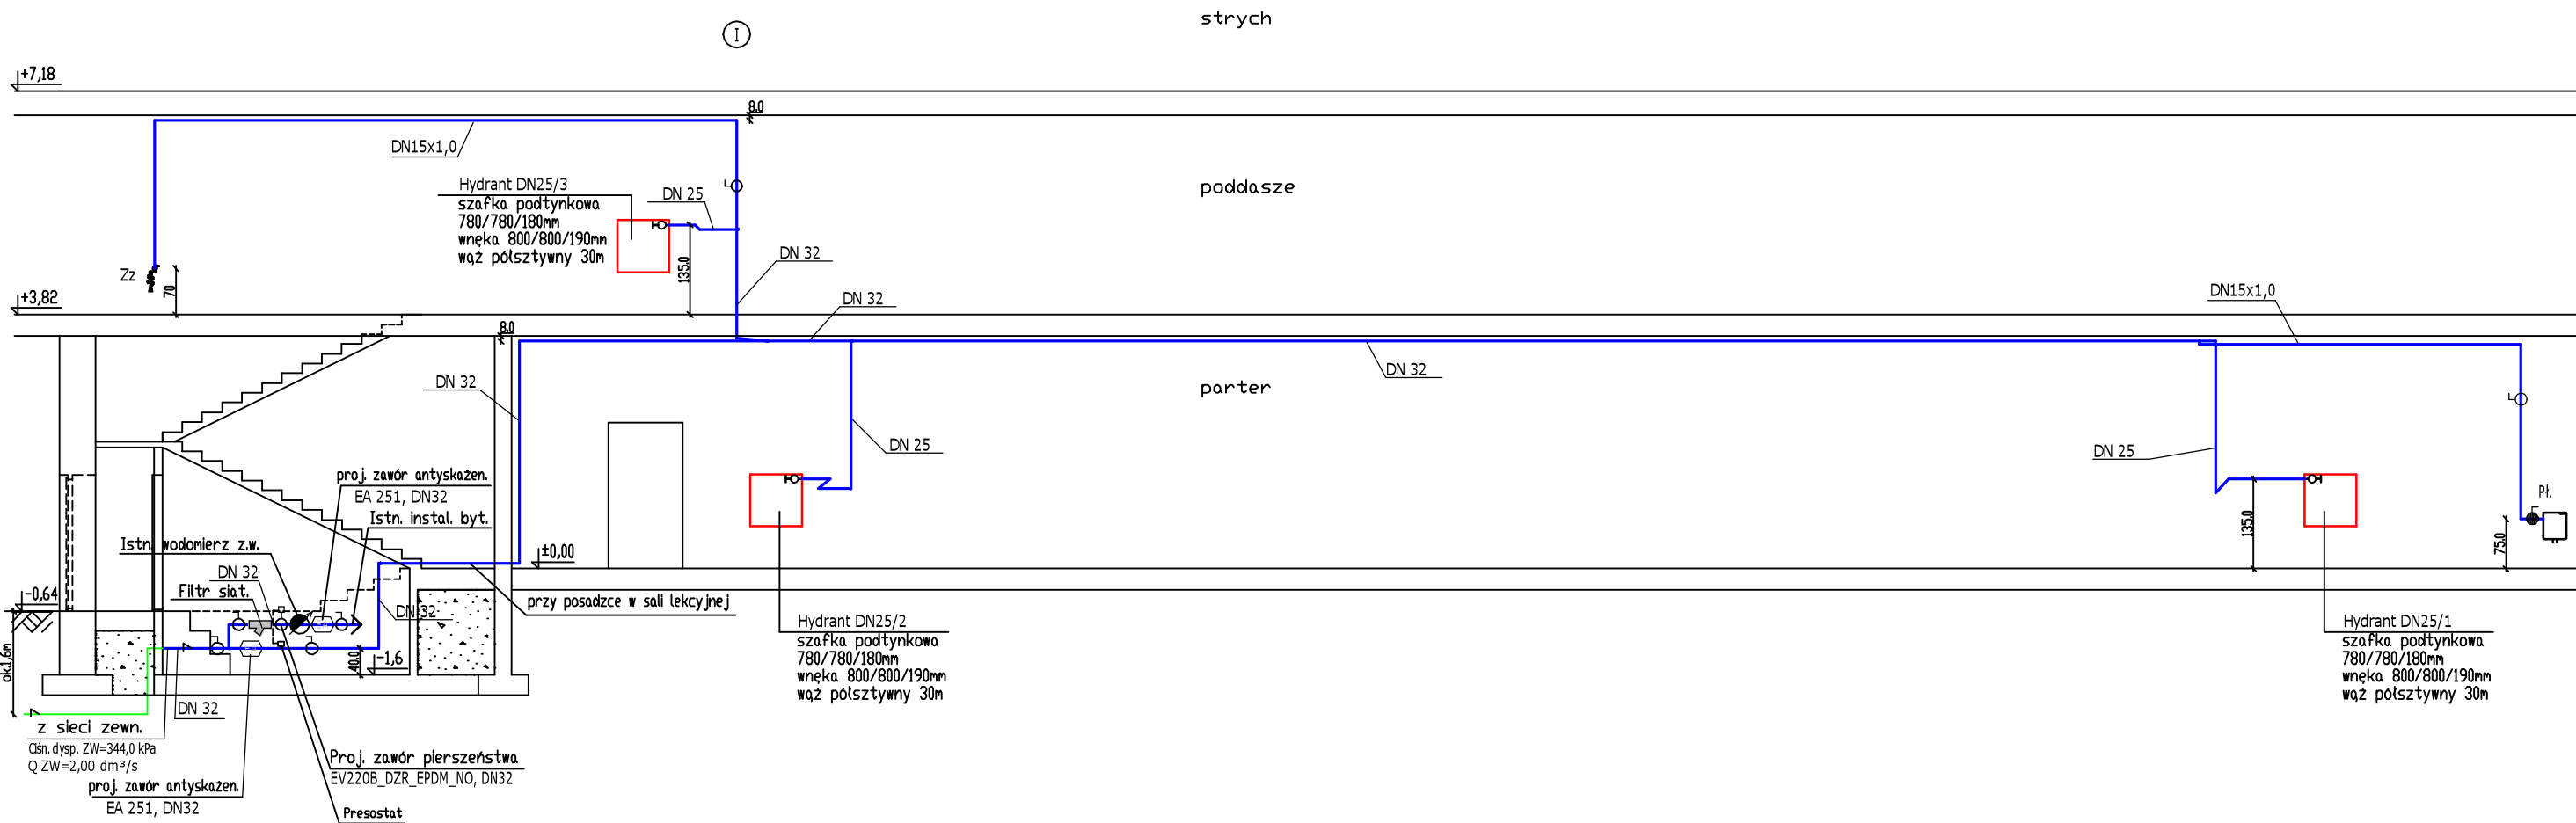 strych
I
+7,18
8.0
DN15x1,0
Hydrant DN25/3
szafka podtynkowa
780/780/180mm
wnęka 800/800/190mm
wąż półsztywny 30m
DN 25
poddasze
135.0
DN 32
Zz
70
+3,82
DN 32
DN15x1,0
8.0
DN 32
DN 32
parter
DN 25
DN 25
proj. zawór antyskażen.
EA 251, DN32
Istn. instal. byt.
Pł.
135.0
75.0
Istn. wodomierz z.w.
±0,00
DN 32
Filtr siat.
-0,64
DN 32
przy posadzce w sali lekcyjnej
Hydrant DN25/2
szafka podtynkowa
780/780/180mm
wnęka 800/800/190mm
wąż półsztywny 30m
Hydrant DN25/1
szafka podtynkowa
780/780/180mm
wnęka 800/800/190mm
wąż półsztywny 30m
ok.1,6m
40.0
-1,6
DN 32
z sieci zewn.
Ciśn. dysp. ZW=344,0 kPa
Q ZW=2,00 dm³/s
proj. zawór antyskażen.
EA 251, DN32
Proj. zawór pierszeństwa
EV220B_DZR_EPDM_NO, DN32
Presostat